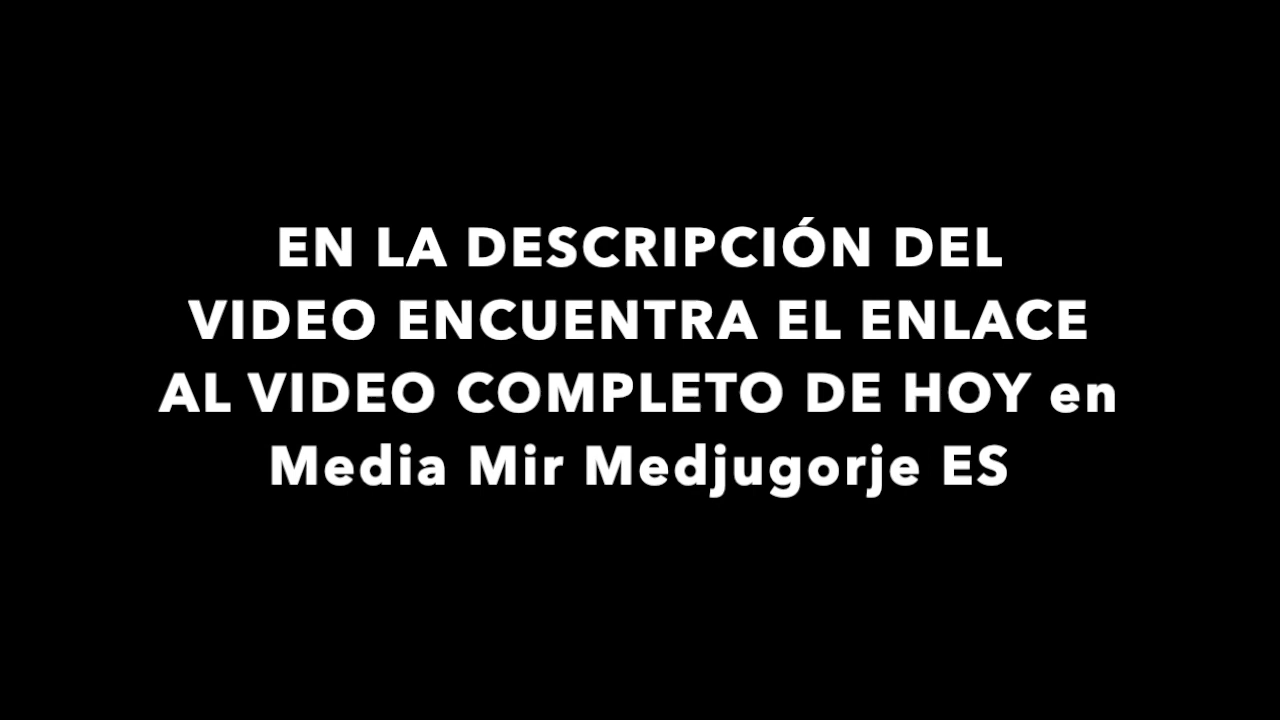 EN LA DESCRIPCIÓN DEL
VIDEO ENCUENTRA EL ENLACE
AL VIDEO COMPLETO DE HOY en
Media Mir Medjugorje ES